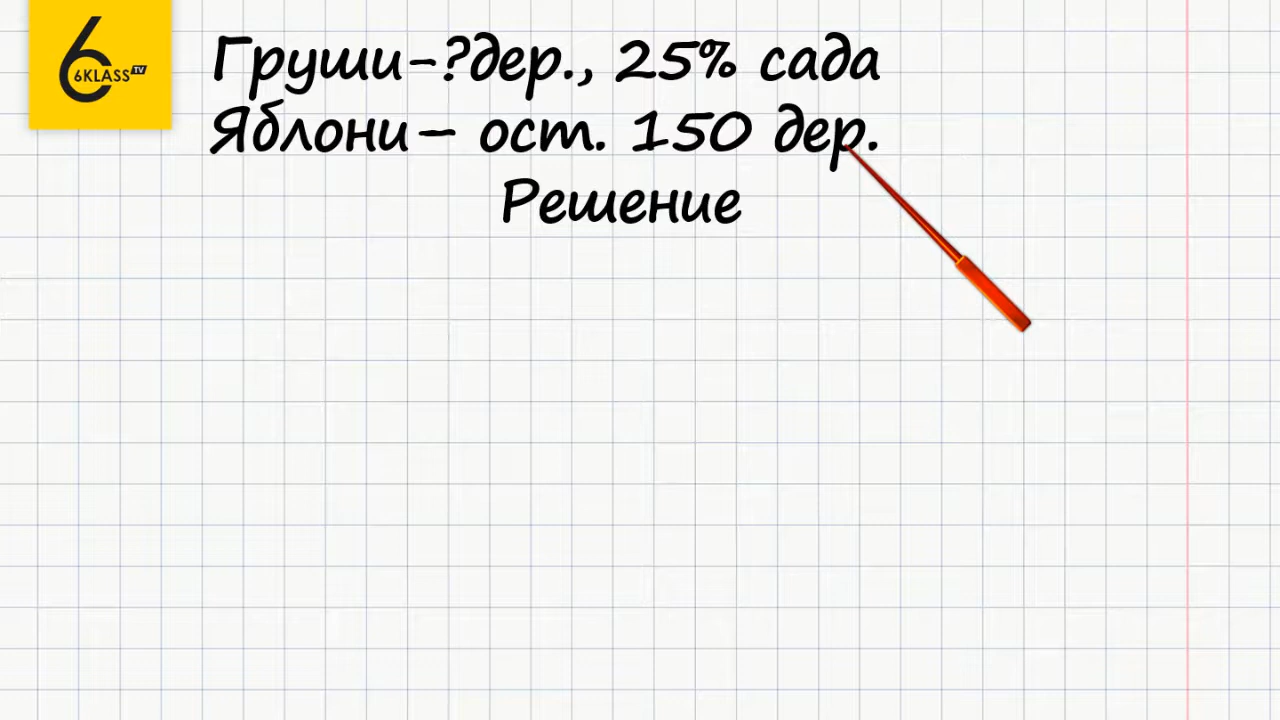 6KLASS TV
Груши-?дер., 25% сада
Яблони – ост. 150 дер.
Решение